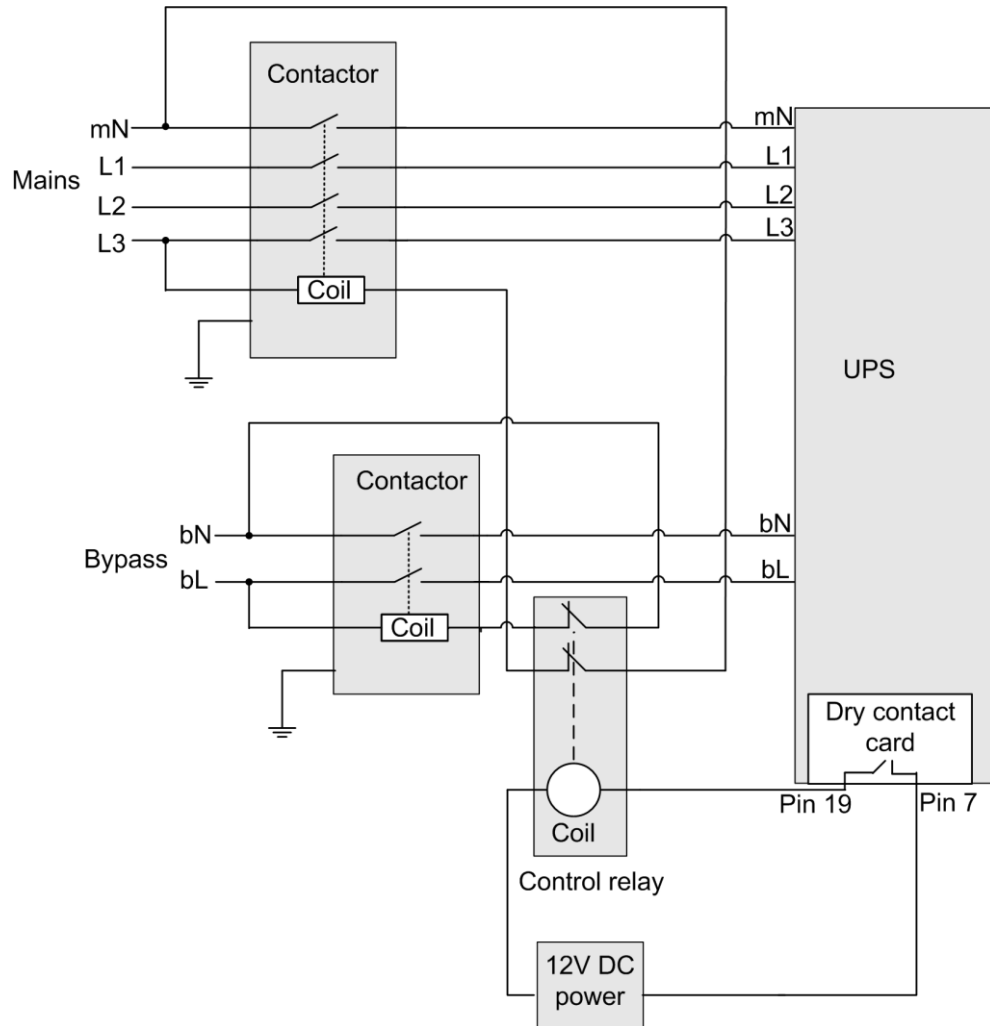 Contactor
mN
mN
L1
L1
Mains
L2
L2
L3
L3
Coil
UPS
Contactor
bN
bN
Bypass
bL
bL
Coil
Dry contact
card
Pin 19
Pin 7
Coil
Control relay
12V DC
power